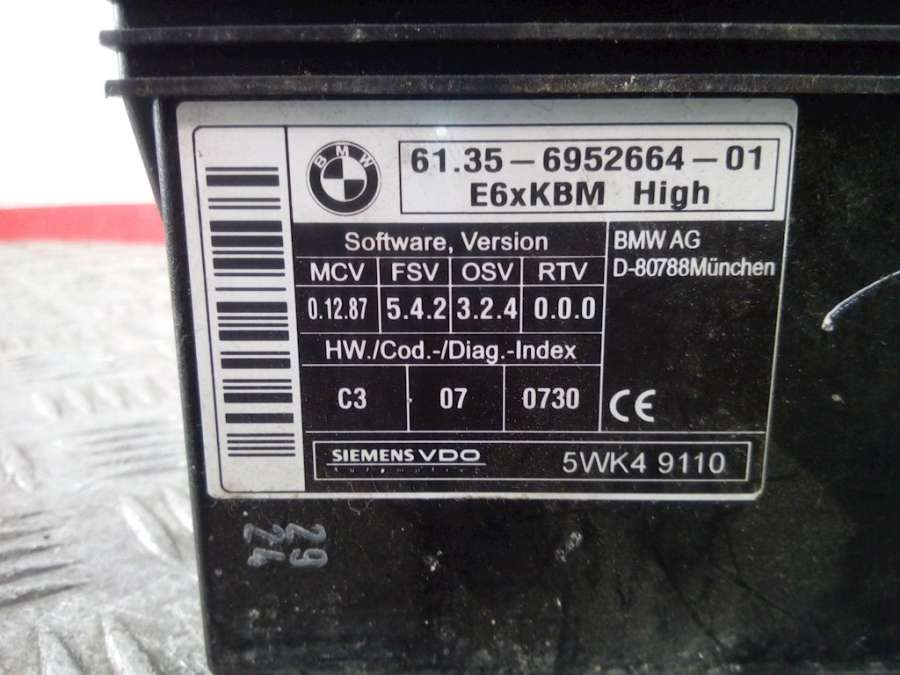 BMW
61.35-6952664-01
E6xKBM High
Software, Version
MCV FSV OSV RTV
0.12.87 5.4.2 3.2.4 0.0.0
HW./Cod.-/Diag.-Index
C3 07 0730
BMW AG
D-80788München
CE
SIEMENS VDO
5WK4 9110
29
24